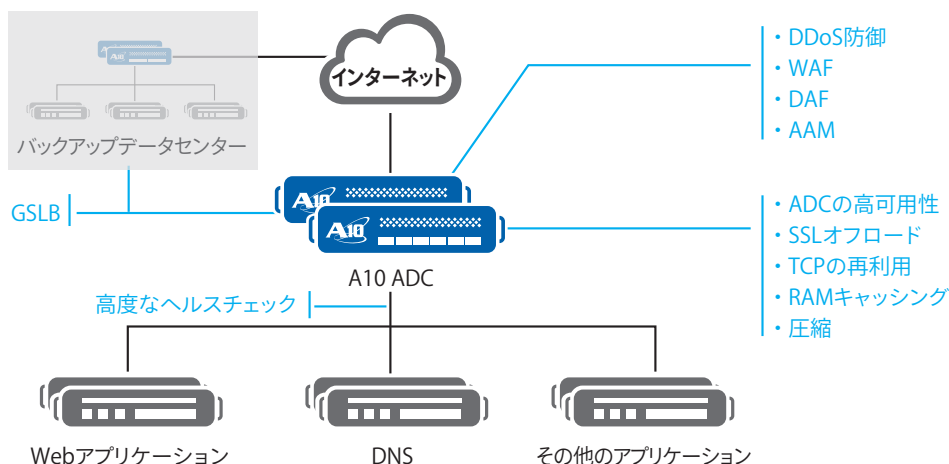 インターネット
バックアップデータセンター
・DDoS防御
・WAF
・DAF
・AAM
GSLB
A10
A10
A10
A10 ADC
・ADCの高可用性
・SSLオフロード
・TCPの再利用
・RAMキャッシング
・圧縮
高度なヘルスチェック
Webアプリケーション
DNS
その他のアプリケーション